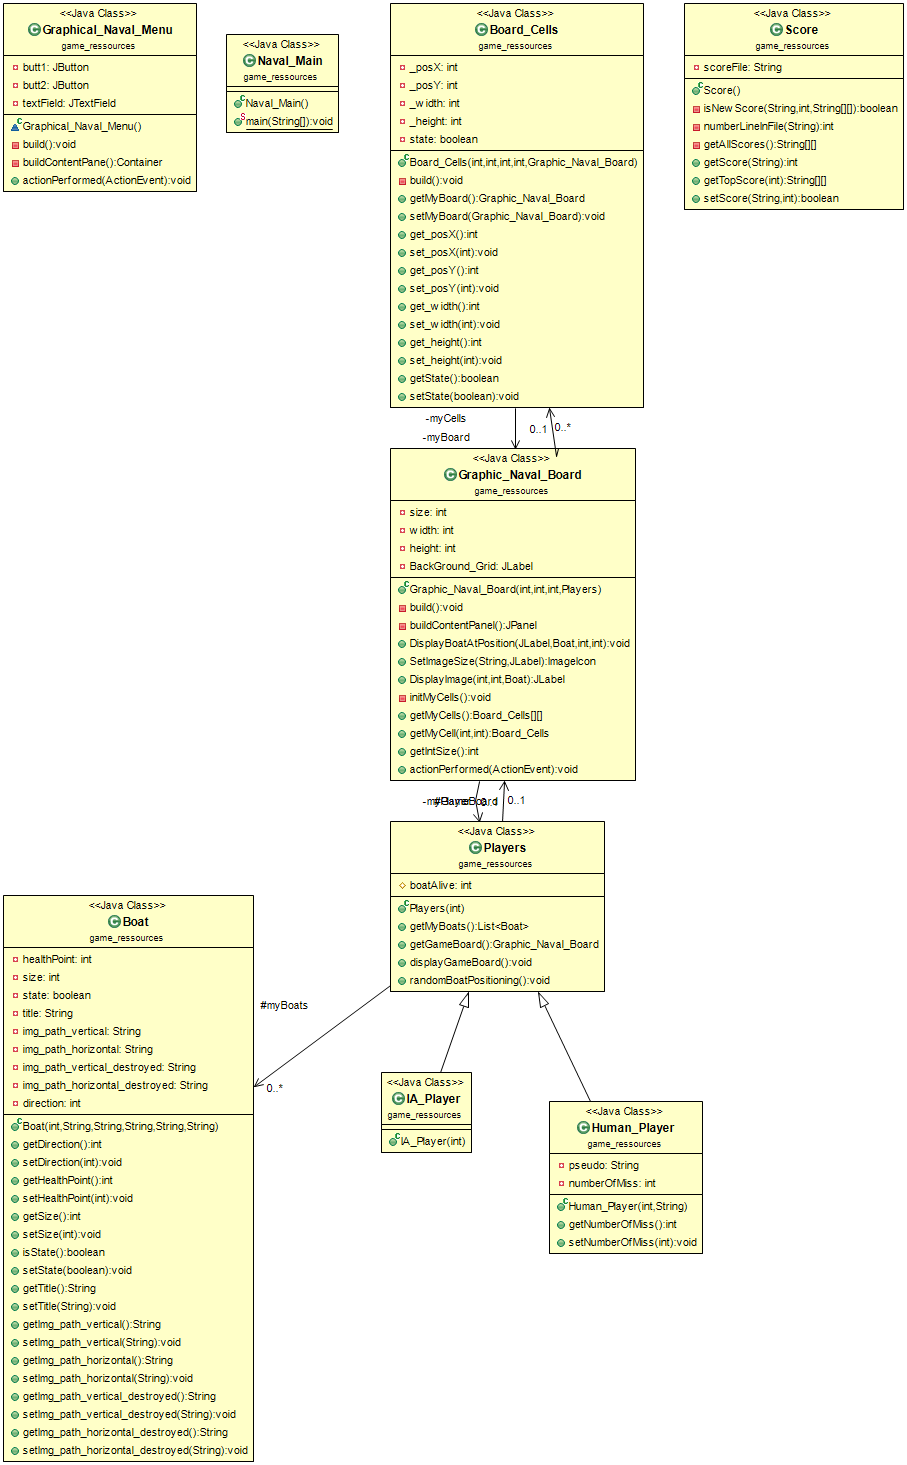 <<Java Class>>
Graphical_Naval_Menu
game_ressources
butt1: JButton
butt2: JButton
textField: JTextField
Graphical_Naval_Menu()
build():void
buildContentPane():Container
actionPerformed(ActionEvent):void
<<Java Class>>
Naval_Main
game_ressources
Naval_Main()
main(String[]):void
<<Java Class>>
Board_Cells
game_ressources
_posX: int
_posY: int
_width: int
_height: int
state: boolean
Board_Cells(int,int,int,int,Graphic_Naval_Board)
build():void
getMyBoard():Graphic_Naval_Board
setMyBoard(Graphic_Naval_Board):void
get_posX():int
set_posX(int):void
get_posY():int
set_posY(int):void
get_width():int
set_width(int):void
get_height():int
set_height(int):void
getState():boolean
setState(boolean):void
<<Java Class>>
Score
game_ressources
scoreFile: String
Score()
isNewScore(String,int,String[][]):boolean
numberLineInFile(String):int
getAllScores():String[][]
getScore(String):int
getTopScore(int):String[][]
setScore(String,int):boolean
-myCells
-myBoard
0..1
0..*
<<Java Class>>
Graphic_Naval_Board
game_ressources
size: int
width: int
height: int
BackGround_Grid: JLabel
Graphic_Naval_Board(int,int,int,Players)
build():void
buildContentPanel():JPanel
DisplayBoatAtPosition(JLabel,Boat,int,int):void
SetImageSize(String,JLabel):ImageIcon
DisplayImage(int,int,Boat):JLabel
initMyCells():void
getMyCells():Board_Cells[][]
getMyCell(int,int):Board_Cells
getIntSize():int
actionPerformed(ActionEvent):void
0..1
<<Java Class>>
Players
game_ressources
boatAlive: int
Players(int)
getMyBoats():List<Boat>
getGameBoard():Graphic_Naval_Board
displayGameBoard():void
randomBoatPositioning():void
#myBoats
0..*
<<Java Class>>
Boat
game_ressources
healthPoint: int
size: int
state: boolean
title: String
img_path_vertical: String
img_path_horizontal: String
img_path_vertical_destroyed: String
img_path_horizontal_destroyed: String
direction: int
Boat(int,String,String,String,String,String)
getDirection():int
setDirection(int):void
getHealthPoint():int
setHealthPoint(int):void
getSize():int
setSize(int):void
isState():boolean
setState(boolean):void
getTitle():String
setTitle(String):void
getImg_path_vertical():String
setImg_path_vertical(String):void
getImg_path_horizontal():String
setImg_path_horizontal(String):void
getImg_path_vertical_destroyed():String
setImg_path_vertical_destroyed(String):void
getImg_path_horizontal_destroyed():String
setImg_path_horizontal_destroyed(String):void
<<Java Class>>
IA_Player
game_ressources
IA_Player(int)
<<Java Class>>
Human_Player
game_ressources
pseudo: String
numberOfMiss: int
Human_Player(int,String)
getNumberOfMiss():int
setNumberOfMiss(int):void